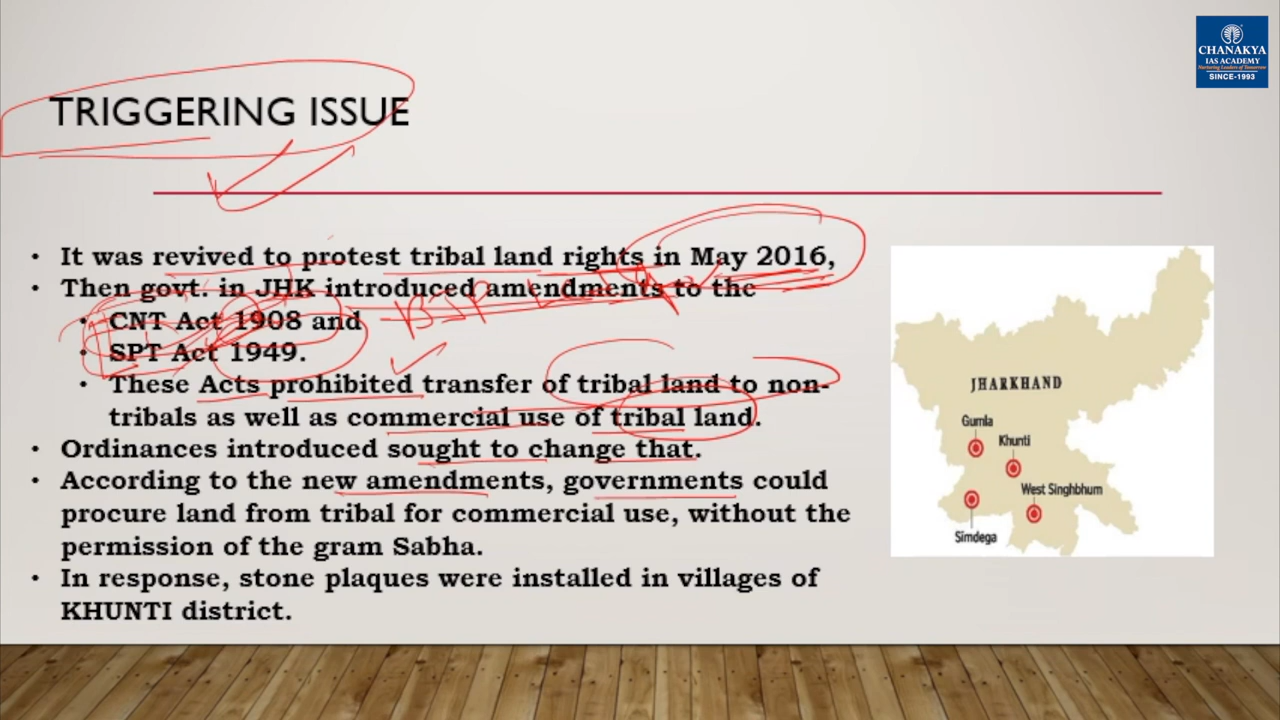 CHANAKYA
IAS ACADEMY
Nurturing Leaders of Tomorrow
SINCE-1993
TRIGGERING ISSUE
• It was revived to protest tribal land rights in May 2016,
• Then govt. in JHK introduced amendments to the
• CNT Act 1908 and
• SPT Act 1949.
• These Acts prohibited transfer of tribal land to non-
tribals as well as commercial use of tribal land.
• Ordinances introduced sought to change that.
• According to the new amendments, governments could
procure land from tribal for commercial use, without the
permission of the gram Sabha.
• In response, stone plaques were installed in villages of
KHUNTI district.
BJP
JHARKHAND
Gumla
Khunti
West Singhbhum
Simdega